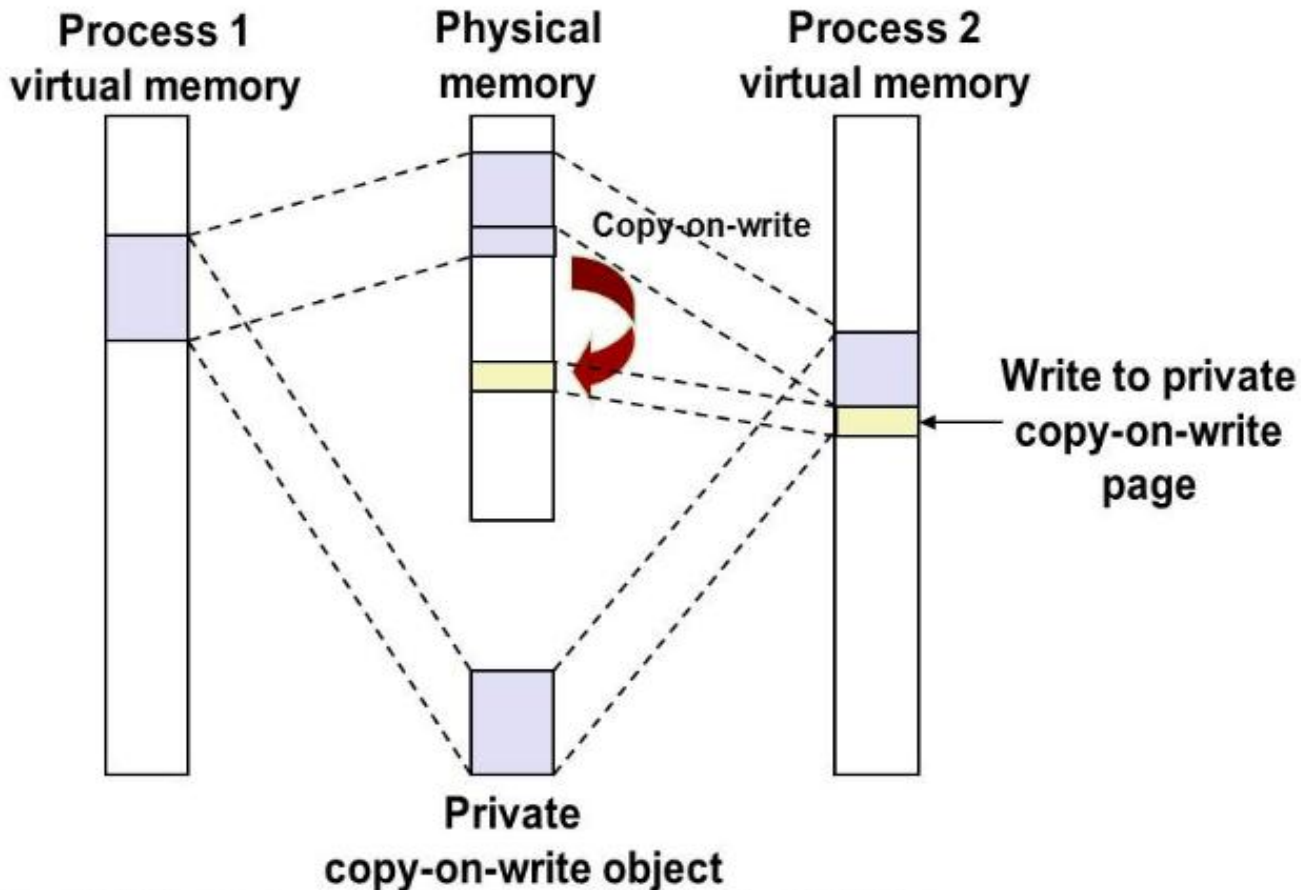 Process 1
virtual memory
Physical
memory
Process 2
virtual memory
Copy-on-write
Write to private
copy-on-write
page
Private
copy-on-write object